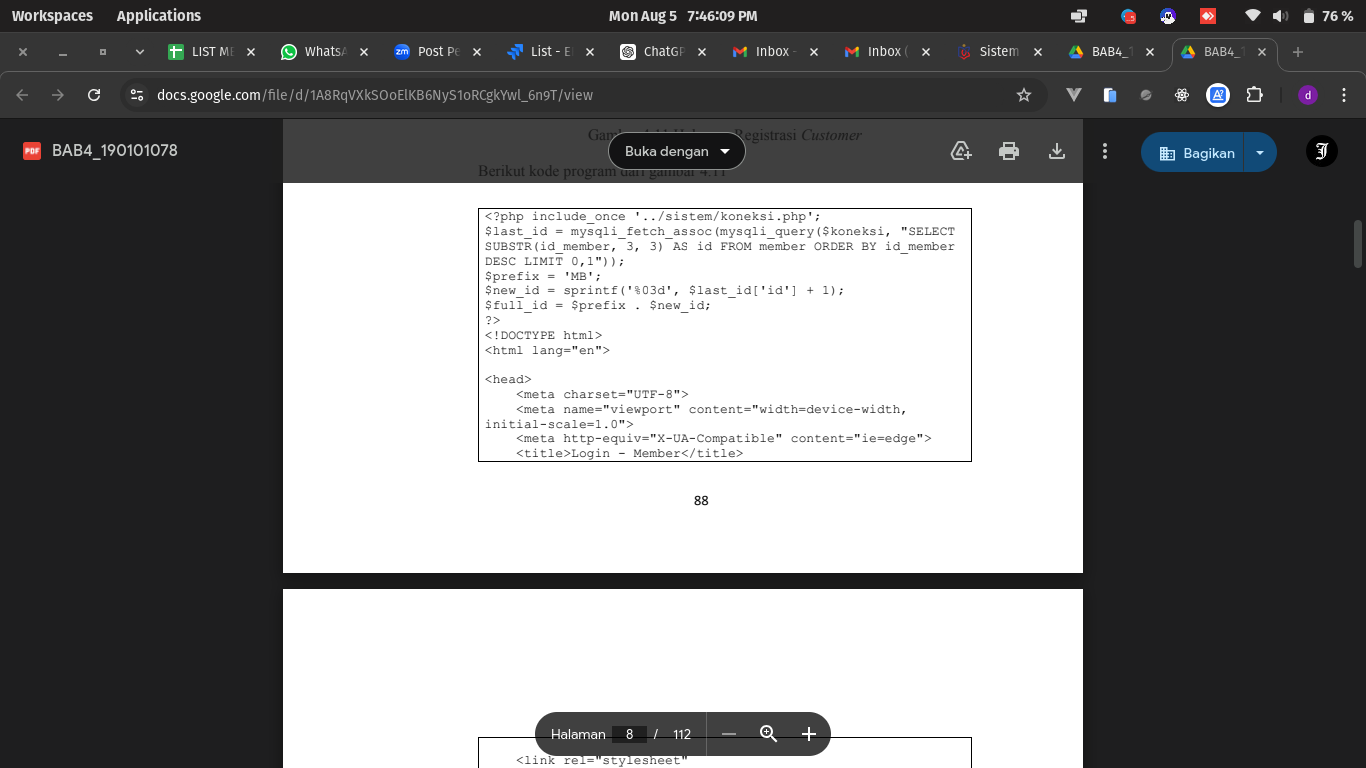 Workspaces Applications Mon Aug 5 7:46:09 PM 76 %
LIST ME WhatsA Post Pe List - E ChatGP Inbox - Inbox ( Sistem BAB4_1 BAB4_1
docs.google.com/file/d/1A8RqVXkSOoElKB6NyS1oRCgkYwl_6n9T/view d
PDF BAB4_190101078 Buka dengan Bagikan
Registrasi Customer
Berikut kode program dari gambar 4.11
<?php include_once '../sistem/koneksi.php';
$last_id = mysqli_fetch_assoc(mysqli_query($koneksi, "SELECT
SUBSTR(id_member, 3, 3) AS id FROM member ORDER BY id_member
DESC LIMIT 0,1"));
$prefix = 'MB';
$new_id = sprintf('%03d', $last_id['id'] + 1);
$full_id = $prefix . $new_id;
?>
<!DOCTYPE html>
<html lang="en">
<head>
<meta charset="UTF-8">
<meta name="viewport" content="width=device-width,
initial-scale=1.0">
<meta http-equiv="X-UA-Compatible" content="ie=edge">
<title>Login - Member</title>
88
Halaman 8 / 112
<link rel="stylesheet"